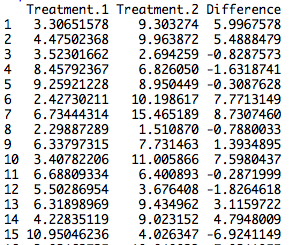 Treatment.1 Treatment.2 Difference
1 3.30651578 9.303274 5.9967578
2 4.47502368 9.963872 5.4888479
3 3.52301662 2.694259 -0.8287573
4 8.45792367 6.826050 -1.6318741
5 9.25921228 8.950449 -0.3087628
6 2.42730211 10.198617 7.7713149
7 6.73444314 15.465189 8.7307460
8 2.29887289 1.510870 -0.7880033
9 6.33797315 7.731463 1.3934895
10 3.40782206 11.005866 7.5980437
11 6.68809334 6.400893 -0.2871999
12 5.50286954 3.676408 -1.8264618
13 6.31898969 9.434962 3.1159722
14 4.22835119 9.023152 4.7948009
15 10.95046236 4.026347 -6.9241149